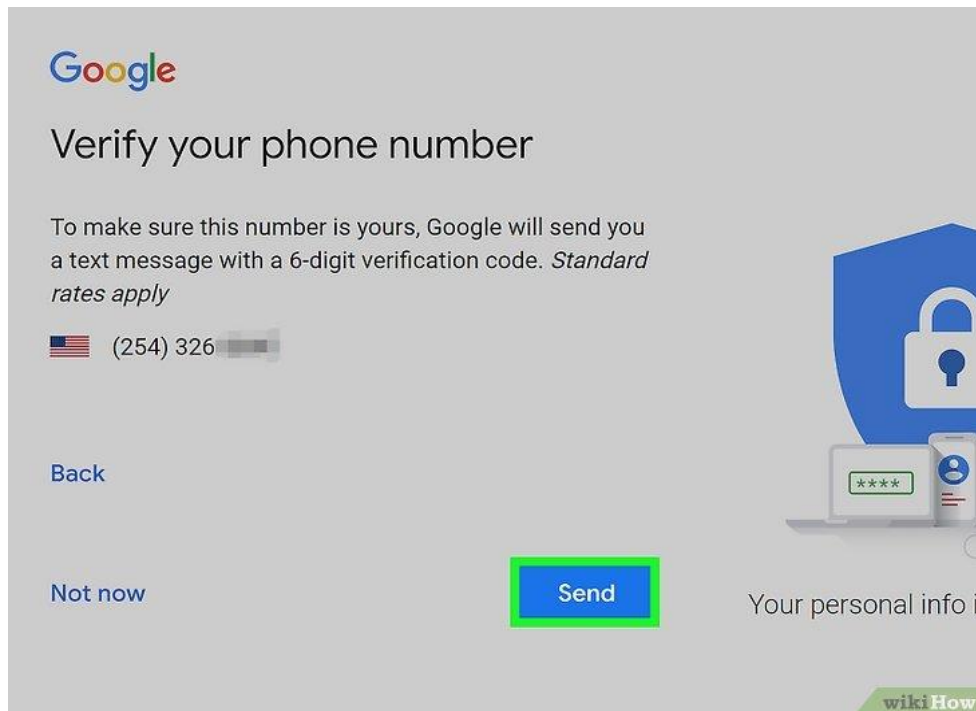 Google
Verify your phone number
To make sure this number is yours, Google will send you
a text message with a 6-digit verification code. Standard
rates apply
(254) 326
Back
****
Not now
Send
Your personal info
wikiHow